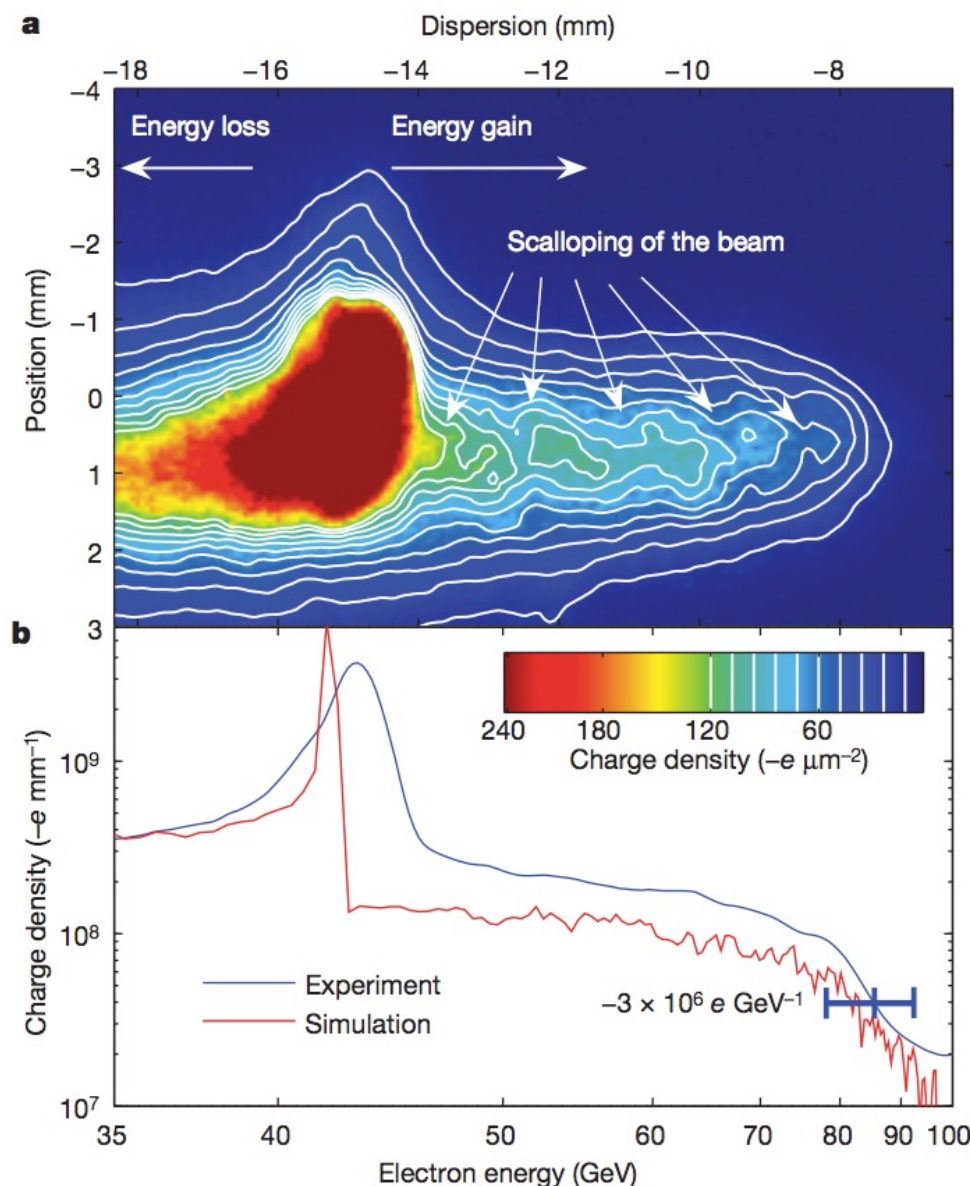 a
Dispersion (mm)
−18 −16 −14 −12 −10 −8
−4
Energy loss Energy gain
−3
−2
Scalloping of the beam
−1
Position (mm)
0
1
2
b
3
240 180 120 60
Charge density (−e μm⁻²)
10⁹
Charge density (−e mm⁻¹)
10⁸
Experiment
−3 × 10⁶ e GeV⁻¹
Simulation
10⁷
35 40 50 60 70 80 90 100
Electron energy (GeV)